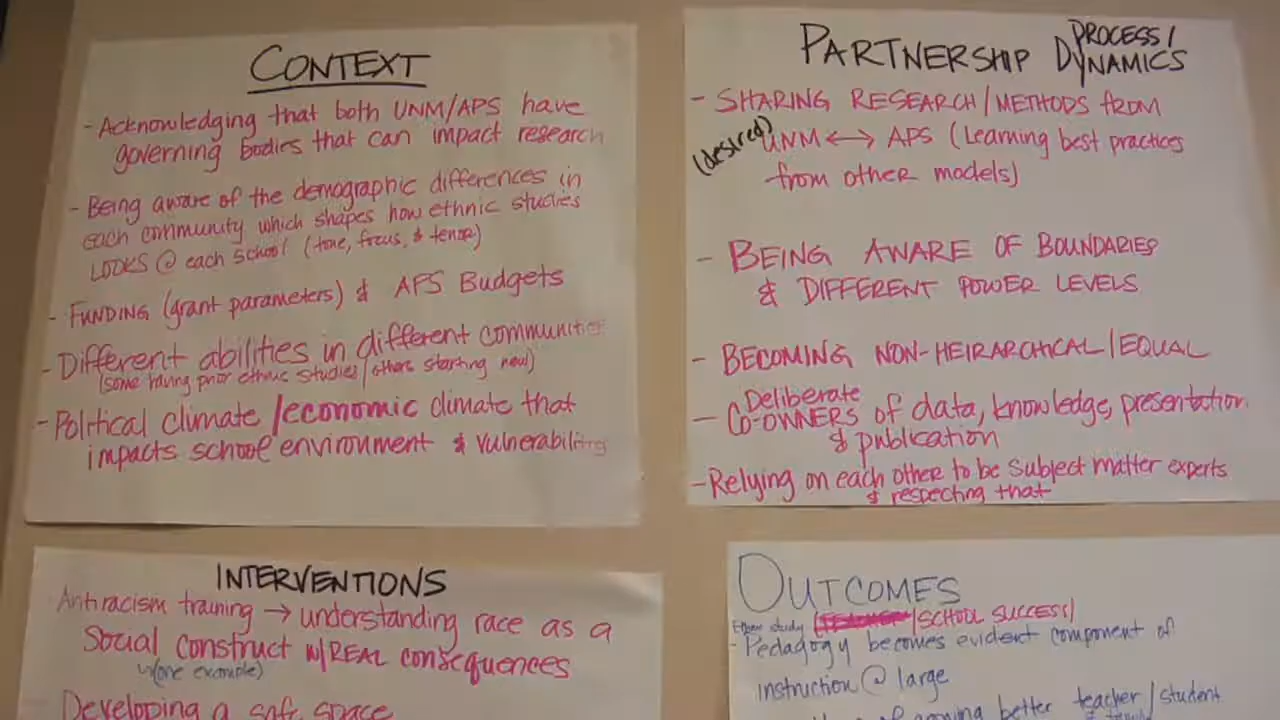 CONTEXT
- Acknowledging that both UNM/APS have
governing bodies that can impact research
- Being aware of the demographic differences in
each community which shapes how ethnic studies
LOOKS @ each school (tone, focus, & tenor)
- FUNDING (grant parameters) & APS Budgets
- Different abilities in different communities
(some having prior ethnic studies/others starting new)
- Political climate/economic climate that
impacts school environment & vulnerability
PARTNERSHIP PROCESS/
DYNAMICS
- SHARING RESEARCH/METHODS from
(desired) UNM ↔ APS (Learning best practices
from other models)
- BEING AWARE OF BOUNDARIES
& DIFFERENT POWER LEVELS
- BECOMING NON-HEIRARCHICAL/EQUAL
Deliberate
- CO-OWNERS of data, knowledge, presentation
& publication
- Relying on each other to be subject matter experts
& respecting that
INTERVENTIONS
Antiracism training → understanding race as a
Social construct w/REAL consequences
(one example)
Developing a safe space
OUTCOMES
study /SCHOOL SUCCESS/
- Pedagogy becomes evident component of
instruction @ large
growing better teacher/student